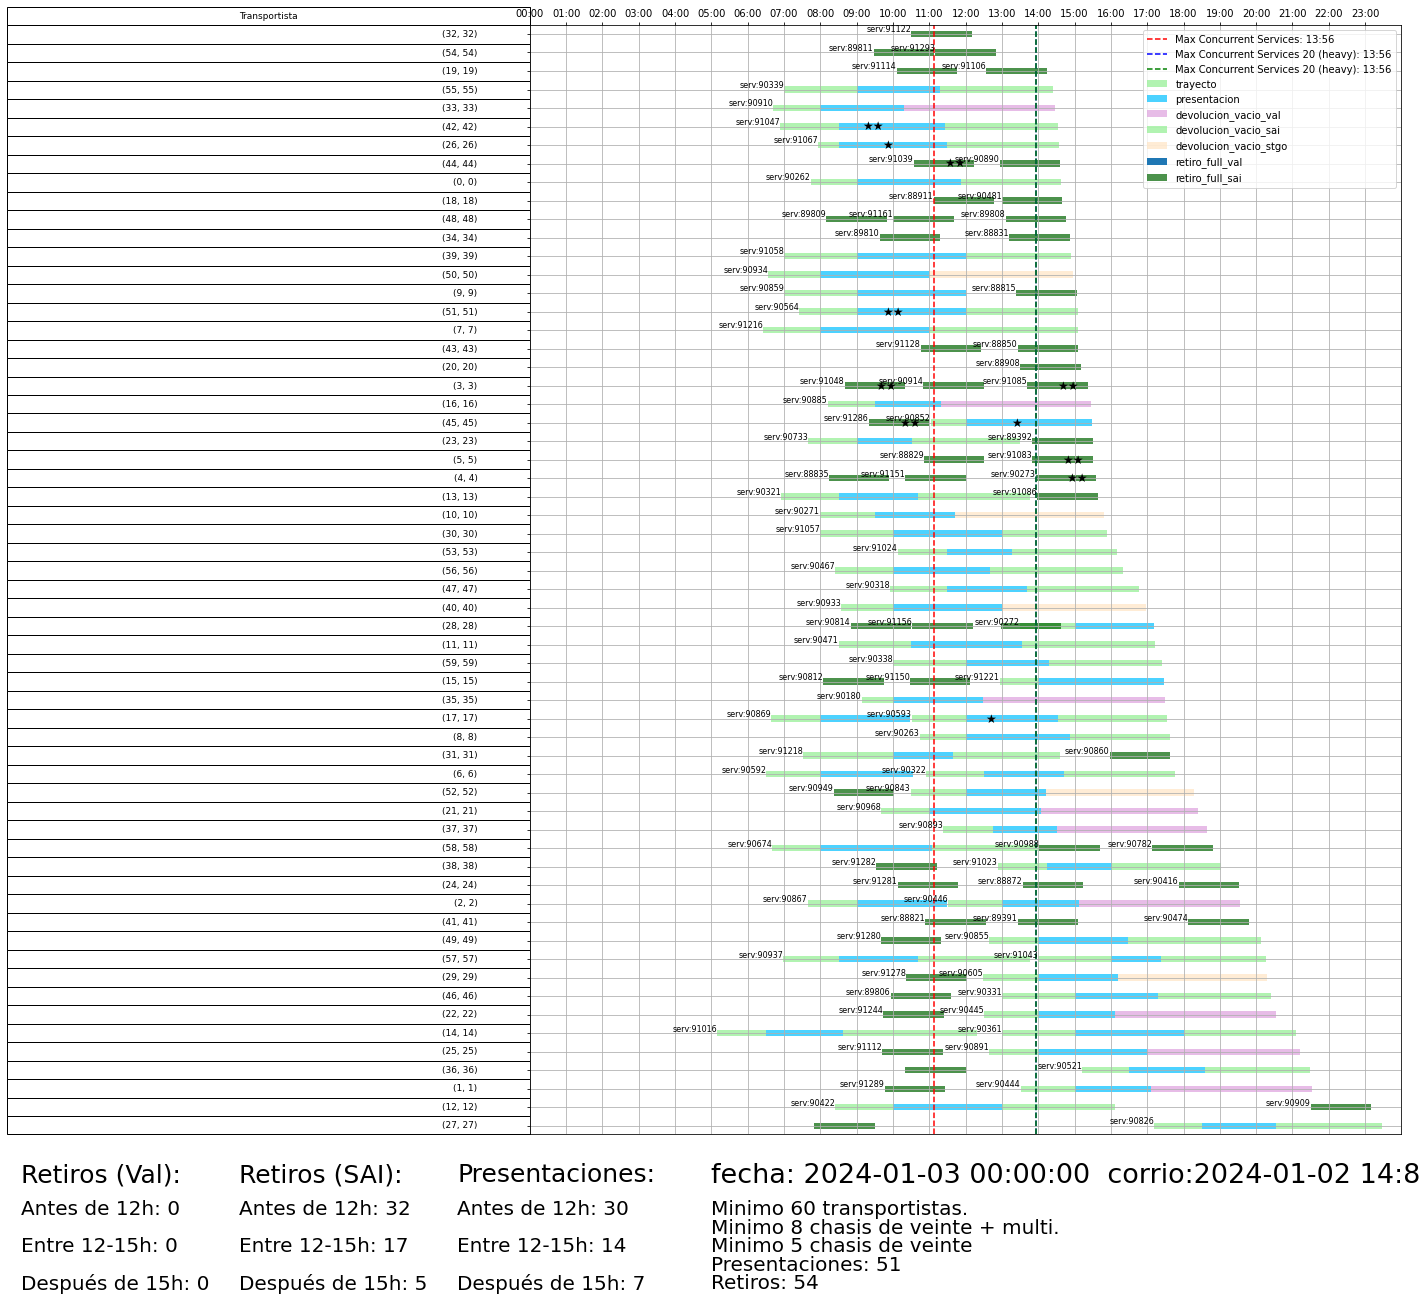 Transportista
00:00 01:00 02:00 03:00 04:00 05:00 06:00 07:00 08:00 09:00 10:00 11:00 12:00 13:00 14:00 15:00 16:00 17:00 18:00 19:00 20:00 21:00 22:00 23:00
Max Concurrent Services: 13:56
Max Concurrent Services 20 (heavy): 13:56
Max Concurrent Services 20 (heavy): 13:56
trayecto
presentacion
devolucion_vacio_val
devolucion_vacio_sai
devolucion_vacio_stgo
retiro_full_val
retiro_full_sai
(32, 32) serv:91122
(54, 54) serv:89811 serv:91293
(19, 19) serv:91114 serv:91106
(55, 55) serv:90339
(33, 33) serv:90910
(42, 42) serv:91047
(26, 26) serv:91067
(44, 44) serv:91039 serv:90890
(0, 0) serv:90262
(18, 18) serv:88911 serv:90481
(48, 48) serv:89809 serv:91161 serv:89808
(34, 34) serv:89810 serv:88831
(39, 39) serv:91058
(50, 50) serv:90934
(9, 9) serv:90859 serv:88815
(51, 51) serv:90564
(7, 7) serv:91216
(43, 43) serv:91128 serv:88850
(20, 20) serv:88908
(3, 3) serv:91048 serv:90914 serv:91085
(16, 16) serv:90885
(45, 45) serv:91286 serv:90852
(23, 23) serv:90733 serv:89392
(5, 5) serv:88829 serv:91083
(4, 4) serv:88835 serv:91151 serv:90273
(13, 13) serv:90321 serv:91086
(10, 10) serv:90271
(30, 30) serv:91057
(53, 53) serv:91024
(56, 56) serv:90467
(47, 47) serv:90318
(40, 40) serv:90933
(28, 28) serv:90814 serv:91156 serv:90272
(11, 11) serv:90471
(59, 59) serv:90338
(15, 15) serv:90812 serv:91150 serv:91221
(35, 35) serv:90180
(17, 17) serv:90869 serv:90593
(8, 8) serv:90263
(31, 31) serv:91218 serv:90860
(6, 6) serv:90592 serv:90322
(52, 52) serv:90949 serv:90843
(21, 21) serv:90968
(37, 37) serv:90893
(58, 58) serv:90674 serv:90988 serv:90782
(38, 38) serv:91282 serv:91023
(24, 24) serv:91281 serv:88872 serv:90416
(2, 2) serv:90867 serv:90446
(41, 41) serv:88821 serv:89391 serv:90474
(49, 49) serv:91280 serv:90855
(57, 57) serv:90937 serv:91043
(29, 29) serv:91278 serv:90605
(46, 46) serv:89806 serv:90331
(22, 22) serv:91244 serv:90445
(14, 14) serv:91016 serv:90361
(25, 25) serv:91112 serv:90891
(36, 36) serv:90521
(1, 1) serv:91289 serv:90444
(12, 12) serv:90422 serv:90909
(27, 27) serv:90826
Retiros (Val):
Antes de 12h: 0
Entre 12-15h: 0
Después de 15h: 0
Retiros (SAI):
Antes de 12h: 32
Entre 12-15h: 17
Después de 15h: 5
Presentaciones:
Antes de 12h: 30
Entre 12-15h: 14
Después de 15h: 7
fecha: 2024-01-03 00:00:00 corrio:2024-01-02 14:8
Minimo 60 transportistas.
Minimo 8 chasis de veinte + multi.
Minimo 5 chasis de veinte
Presentaciones: 51
Retiros: 54